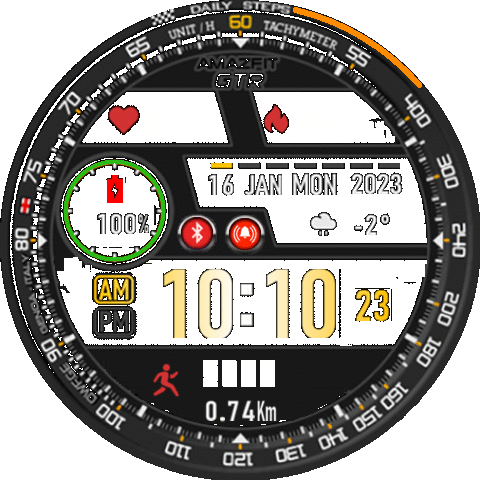 DAILY STEPS
UNIT / H 60 TACHYMETER
65 55
AMAZFIT
GTR
70 400
75 300
16 JAN MON 2023
100%
-2°
80 240
AM
10:10 23
PM
200
90 180
0.74Km
100 160
110 120 130 140 150